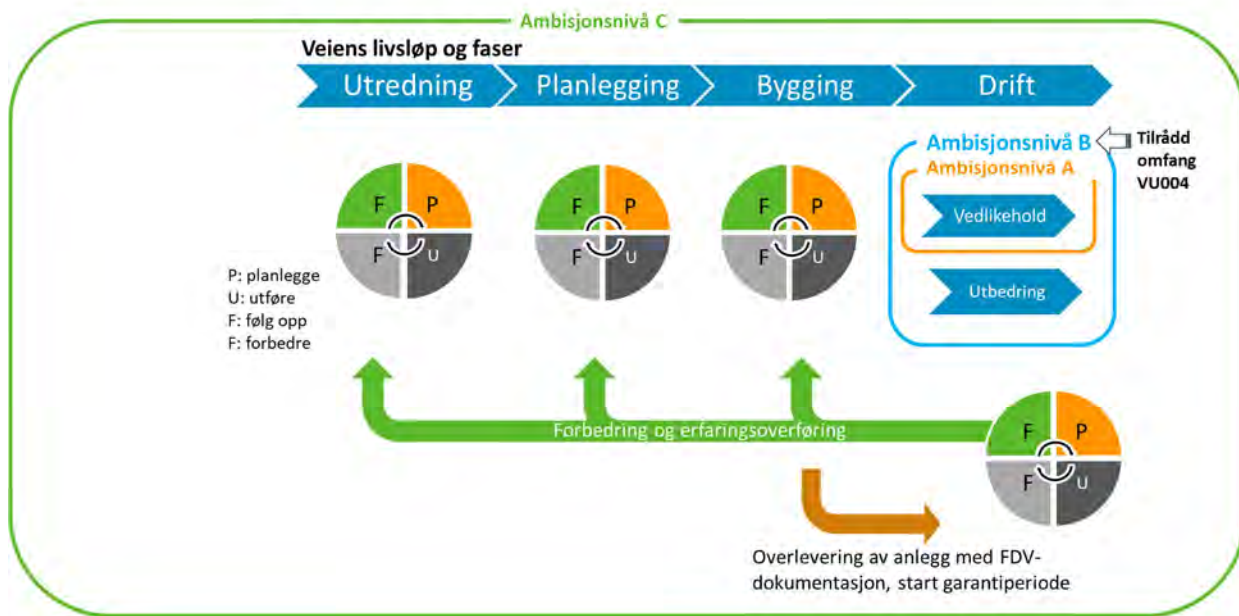 Ambisjonsnivå C
Veiens livsløp og faser
Utredning
Planlegging
Bygging
Drift
Ambisjonsnivå B
Tilrådd
omfang
VU004
Ambisjonsnivå A
Vedlikehold
Utbedring
F P
F U
F P
F U
F P
F U
P: planlegge
U: utføre
F: følg opp
F: forbedre
Forbedring og erfaringsoverføring
F P
F U
Overlevering av anlegg med FDV-
dokumentasjon, start garantiperiode